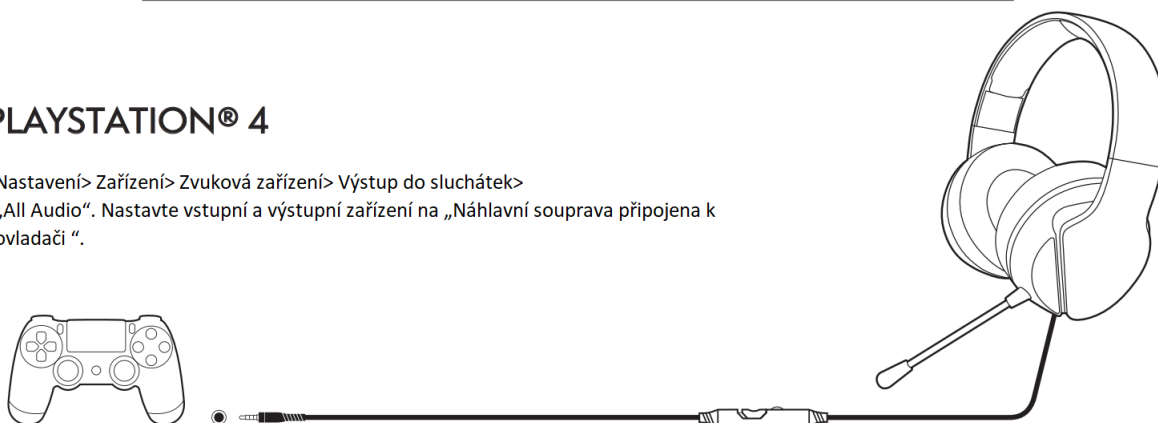 PLAYSTATION® 4
Nastavení> Zařízení> Zvuková zařízení> Výstup do sluchátek>
„All Audio“. Nastavte vstupní a výstupní zařízení na „Náhlavní souprava připojena k
ovladači “.